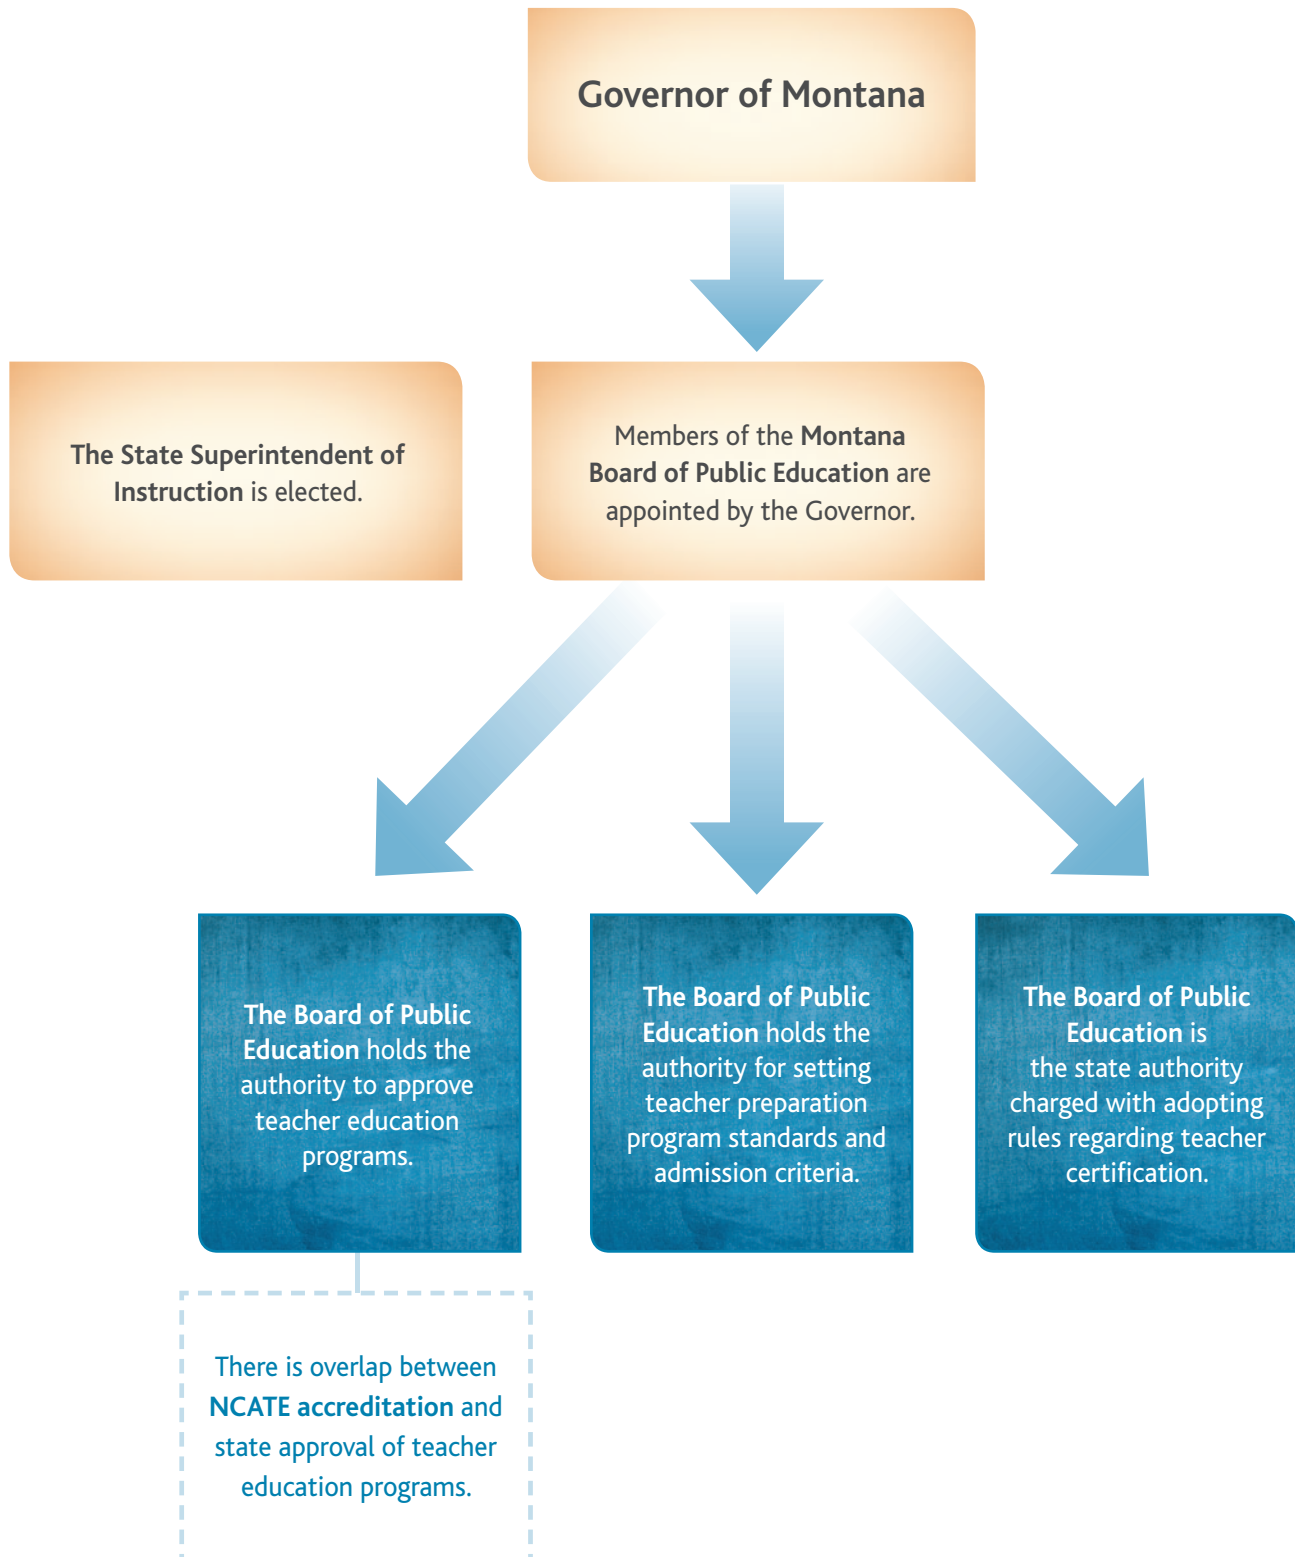 Governor of Montana
The State Superintendent of
Instruction is elected.
Members of the Montana
Board of Public Education are
appointed by the Governor.
The Board of Public
Education holds the
authority to approve
teacher education
programs.
The Board of Public
Education holds the
authority for setting
teacher preparation
program standards and
admission criteria.
The Board of Public
Education is
the state authority
charged with adopting
rules regarding teacher
certification.
There is overlap between
NCATE accreditation and
state approval of teacher
education programs.